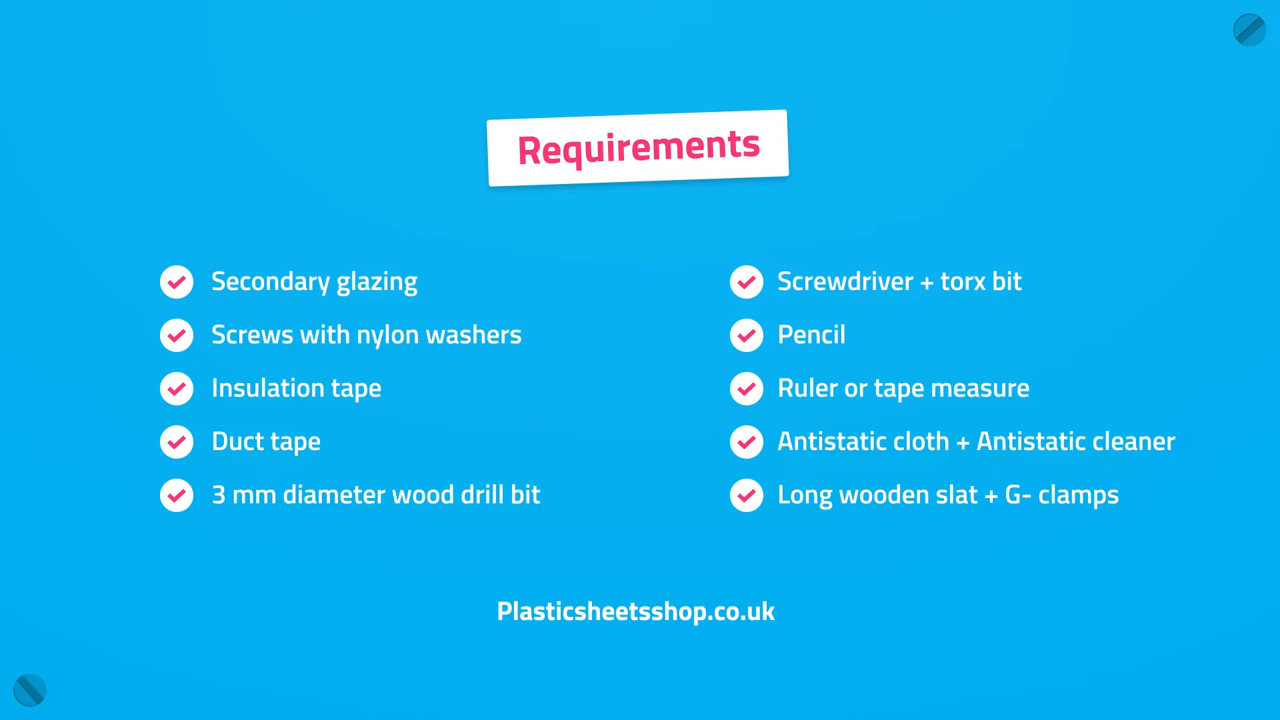 Requirements
Secondary glazing
Screws with nylon washers
Insulation tape
Duct tape
3 mm diameter wood drill bit
Screwdriver + torx bit
Pencil
Ruler or tape measure
Antistatic cloth + Antistatic cleaner
Long wooden slat + G- clamps
Plasticsheetsshop.co.uk